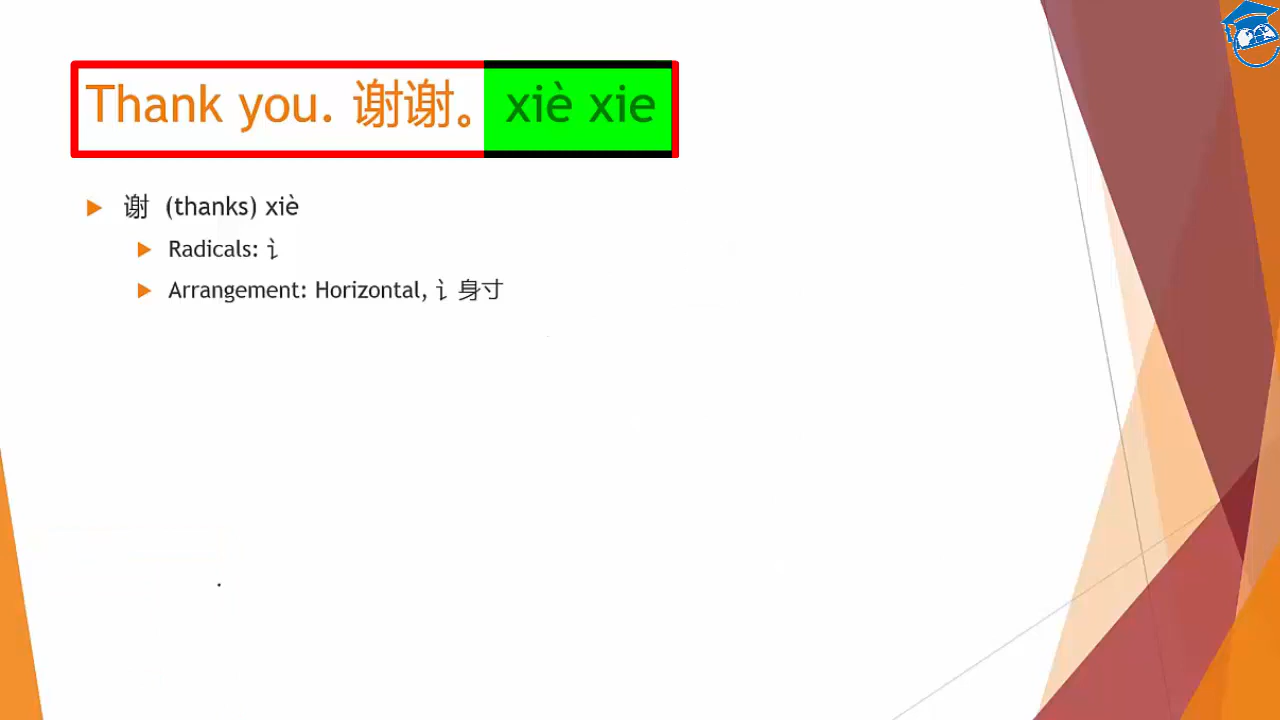 Thank you. 谢谢。 xiè xie
谢 (thanks) xiè
Radicals: 讠
Arrangement: Horizontal, 讠身寸